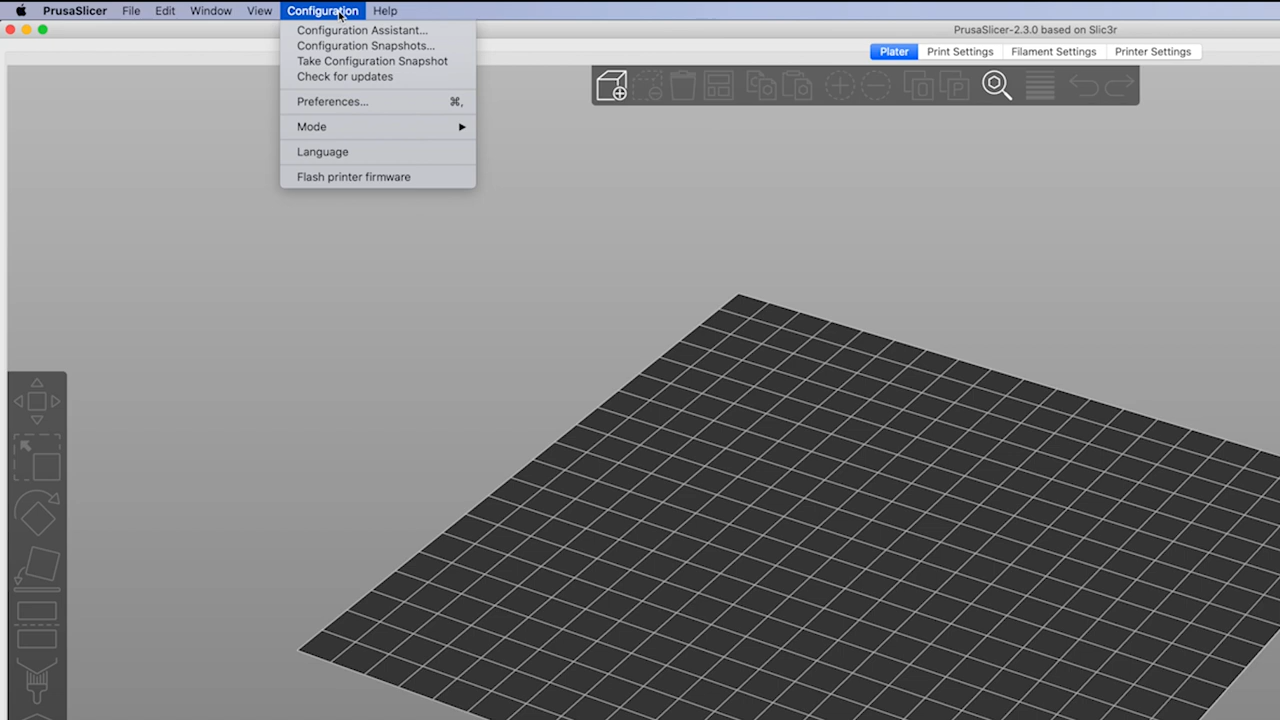 PrusaSlicer File Edit Window View Configuration Help
PrusaSlicer-2.3.0 based on Slic3r
Plater Print Settings Filament Settings Printer Settings
Configuration Assistant...
Configuration Snapshots...
Take Configuration Snapshot
Check for updates
Preferences... ⌘,
Mode
Language
Flash printer firmware